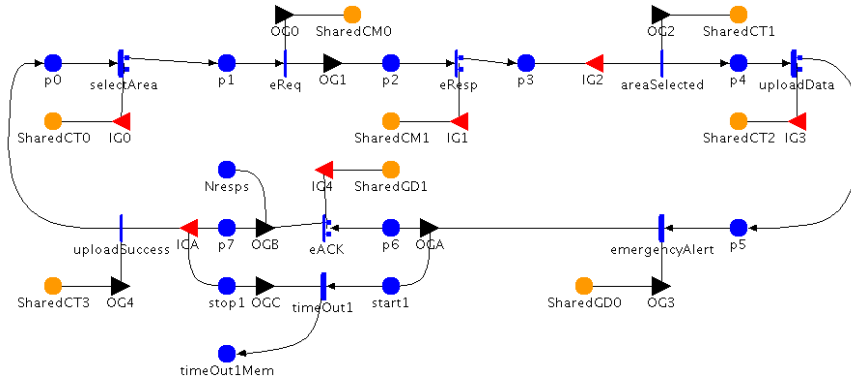 OG0 SharedCM0 OG2 SharedCT1
p0 selectArea p1 eReq OG1 p2 eResp p3 IG2 areaSelected p4 uploadData
SharedCT0 IG0 SharedCM1 IG1 SharedCT2 IG3
Nresps IG4 SharedGD1
uploadSuccess IGA p7 OGB eACK p6 OGA emergencyAlert p5
SharedCT3 OG4 stop1 OGC timeOut1 start1 SharedGD0 OG3
timeOut1Mem